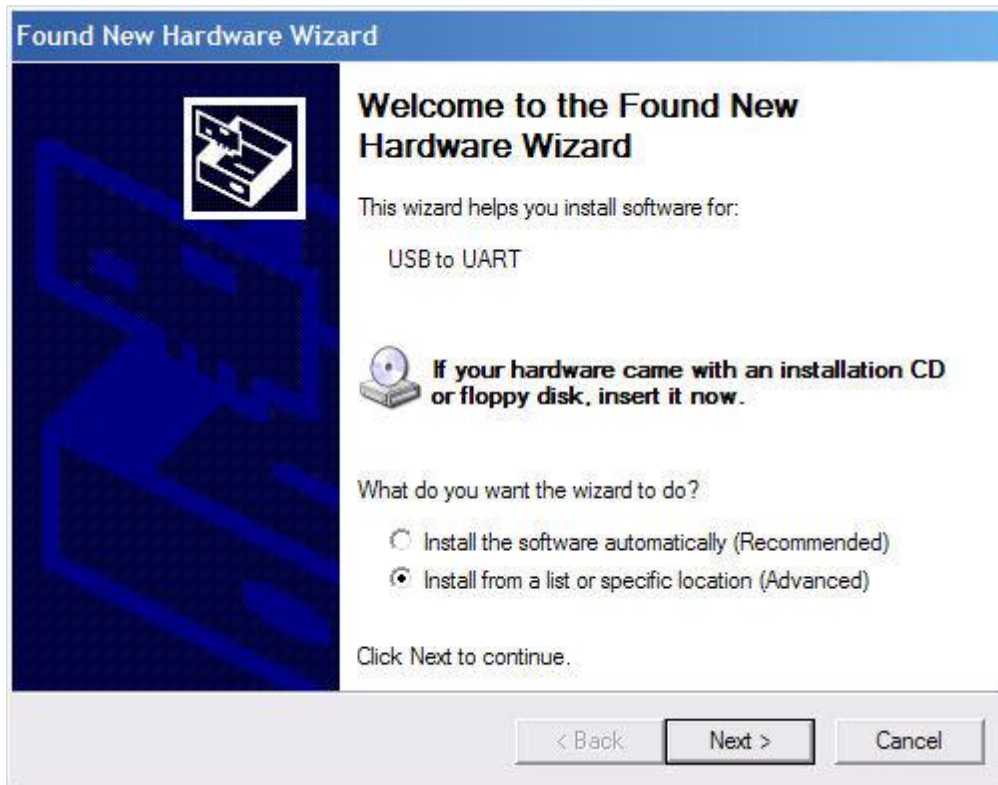 Found New Hardware Wizard
Welcome to the Found New
Hardware Wizard
This wizard helps you install software for:
USB to UART
If your hardware came with an installation CD
or floppy disk, insert it now.
What do you want the wizard to do?
Install the software automatically (Recommended)
Install from a list or specific location (Advanced)
Click Next to continue.
< Back Next > Cancel